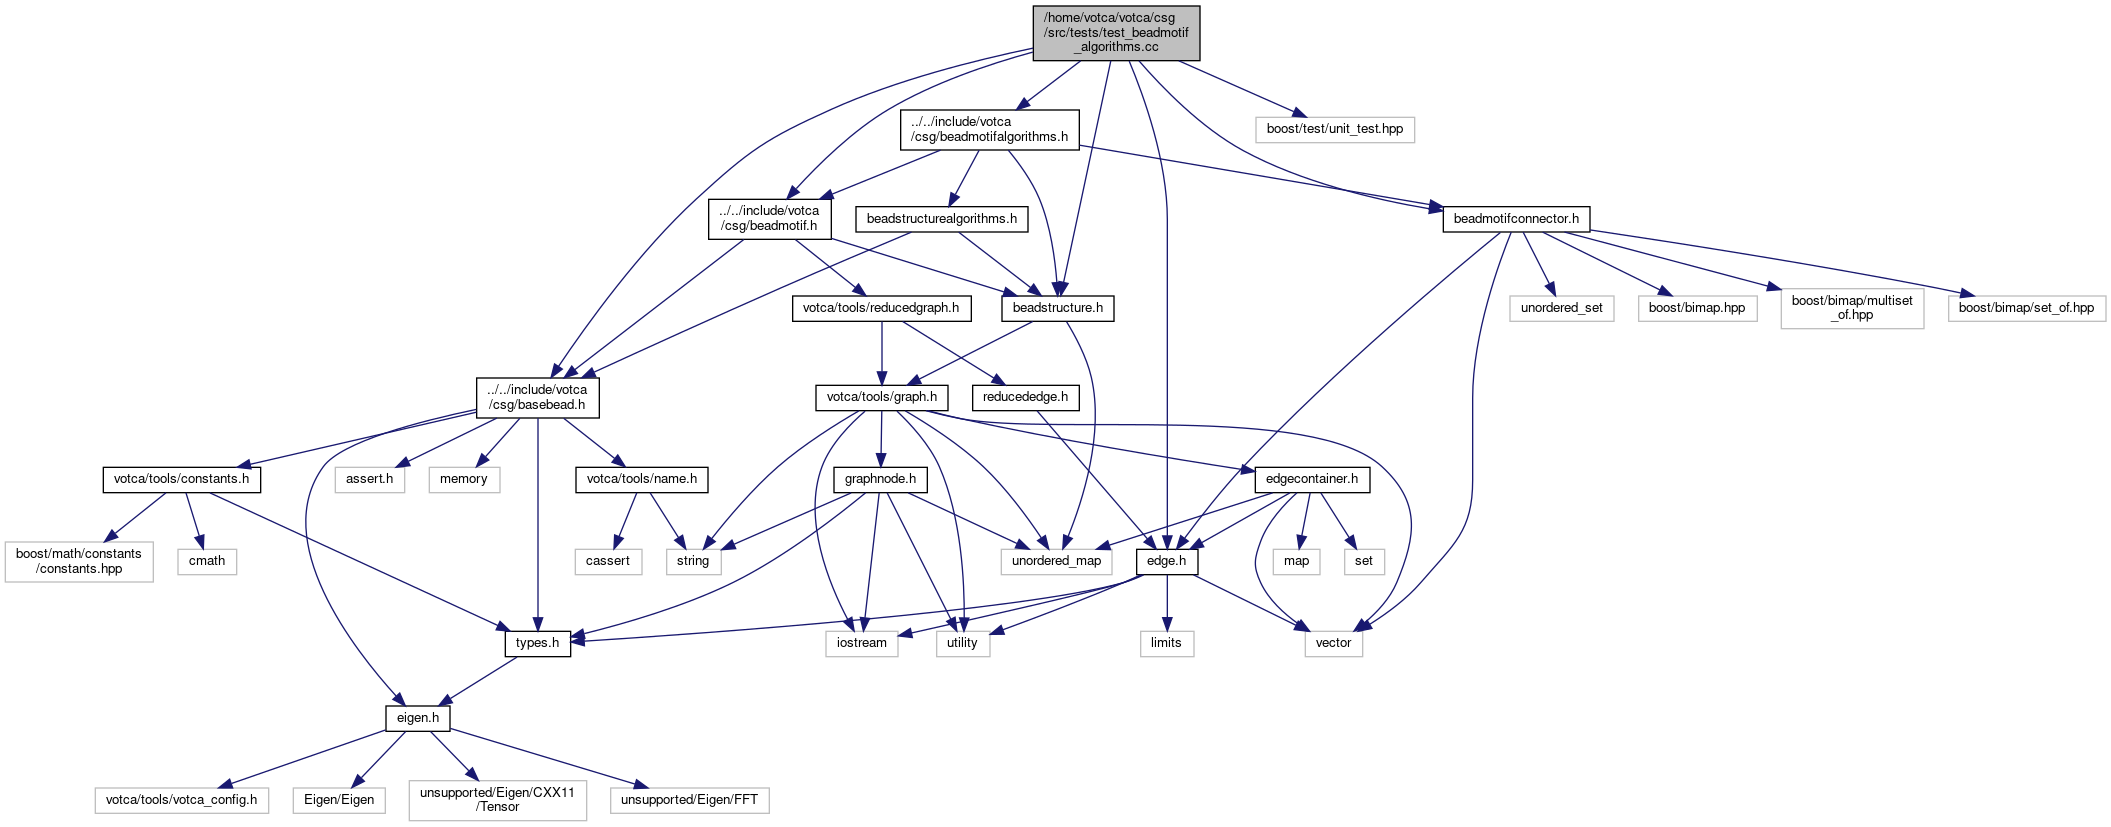 /home/votca/votca/csg
/src/tests/test_beadmotif
_algorithms.cc
../../include/votca
/csg/beadmotifalgorithms.h
boost/test/unit_test.hpp
../../include/votca
/csg/beadmotif.h
beadstructurealgorithms.h
beadmotifconnector.h
votca/tools/reducedgraph.h
beadstructure.h
unordered_set
boost/bimap.hpp
boost/bimap/multiset
_of.hpp
boost/bimap/set_of.hpp
../../include/votca
/csg/basebead.h
votca/tools/graph.h
reducededge.h
votca/tools/constants.h
assert.h
memory
votca/tools/name.h
graphnode.h
edgecontainer.h
boost/math/constants
/constants.hpp
cmath
cassert
string
unordered_map
edge.h
map
set
types.h
iostream
utility
limits
vector
eigen.h
votca/tools/votca_config.h
Eigen/Eigen
unsupported/Eigen/CXX11
/Tensor
unsupported/Eigen/FFT